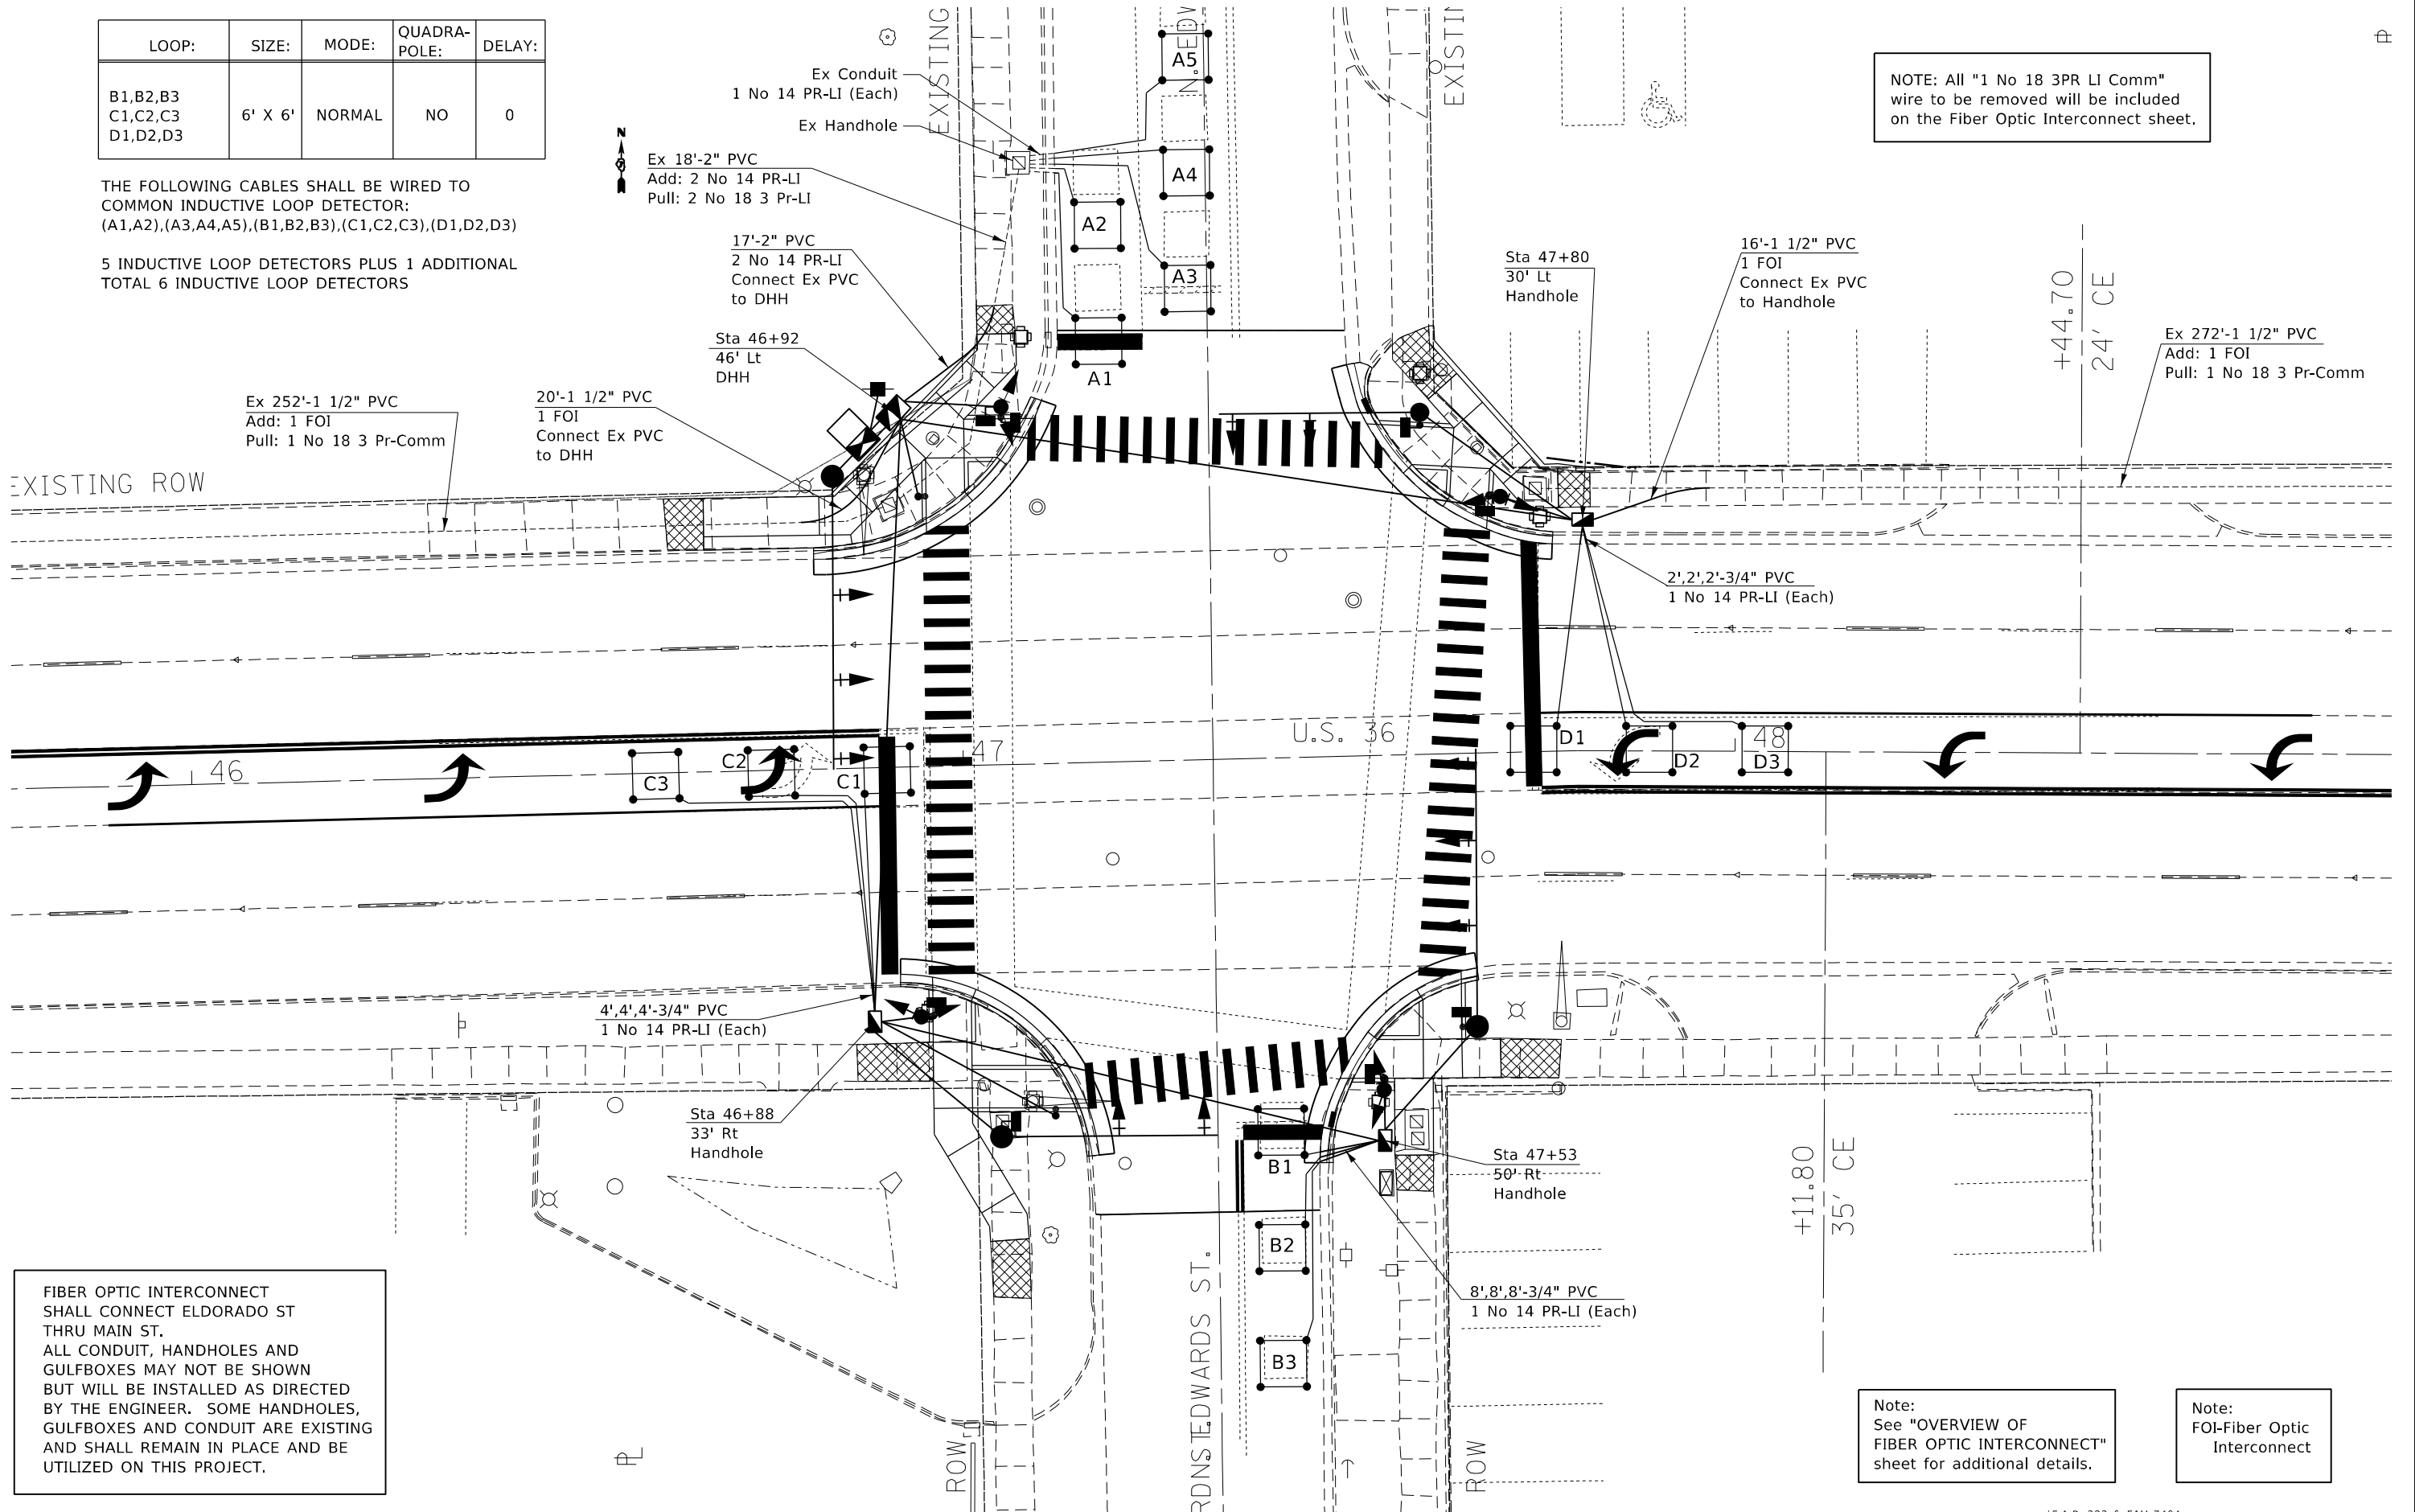 LOOP: SIZE: MODE: QUADRA-
POLE: DELAY:
B1,B2,B3
C1,C2,C3 6' X 6' NORMAL NO 0
D1,D2,D3
THE FOLLOWING CABLES SHALL BE WIRED TO
COMMON INDUCTIVE LOOP DETECTOR:
(A1,A2),(A3,A4,A5),(B1,B2,B3),(C1,C2,C3),(D1,D2,D3)
5 INDUCTIVE LOOP DETECTORS PLUS 1 ADDITIONAL
TOTAL 6 INDUCTIVE LOOP DETECTORS
N
Ex Conduit
1 No 14 PR-LI (Each)
Ex Handhole
Ex 18'-2" PVC
Add: 2 No 14 PR-LI
Pull: 2 No 18 3 Pr-LI
17'-2" PVC
2 No 14 PR-LI
Connect Ex PVC
to DHH
Sta 46+92
46' Lt
DHH
20'-1 1/2" PVC
1 FOI
Connect Ex PVC
to DHH
Ex 252'-1 1/2" PVC
Add: 1 FOI
Pull: 1 No 18 3 Pr-Comm
EXISTING ROW
EXISTING
A5
A4
A2
A3
A1
NOTE: All "1 No 18 3PR LI Comm"
wire to be removed will be included
on the Fiber Optic Interconnect sheet.
Sta 47+80
30' Lt
Handhole
16'-1 1/2" PVC
1 FOI
Connect Ex PVC
to Handhole
+44.70
24' CE
Ex 272'-1 1/2" PVC
Add: 1 FOI
Pull: 1 No 18 3 Pr-Comm
2',2',2'-3/4" PVC
1 No 14 PR-LI (Each)
U.S. 36
46
C3
C2
C1
47
D1
D2
48
D3
4',4',4'-3/4" PVC
1 No 14 PR-LI (Each)
Sta 46+88
33' Rt
Handhole
B1
B2
B3
Sta 47+53
50' Rt
Handhole
8',8',8'-3/4" PVC
1 No 14 PR-LI (Each)
+11.80
35' CE
EDWARDS ST.
ROW
ROW
FIBER OPTIC INTERCONNECT
SHALL CONNECT ELDORADO ST
THRU MAIN ST.
ALL CONDUIT, HANDHOLES AND
GULFBOXES MAY NOT BE SHOWN
BUT WILL BE INSTALLED AS DIRECTED
BY THE ENGINEER. SOME HANDHOLES,
GULFBOXES AND CONDUIT ARE EXISTING
AND SHALL REMAIN IN PLACE AND BE
UTILIZED ON THIS PROJECT.
Note:
See "OVERVIEW OF
FIBER OPTIC INTERCONNECT"
sheet for additional details.
Note:
FOI-Fiber Optic
Interconnect